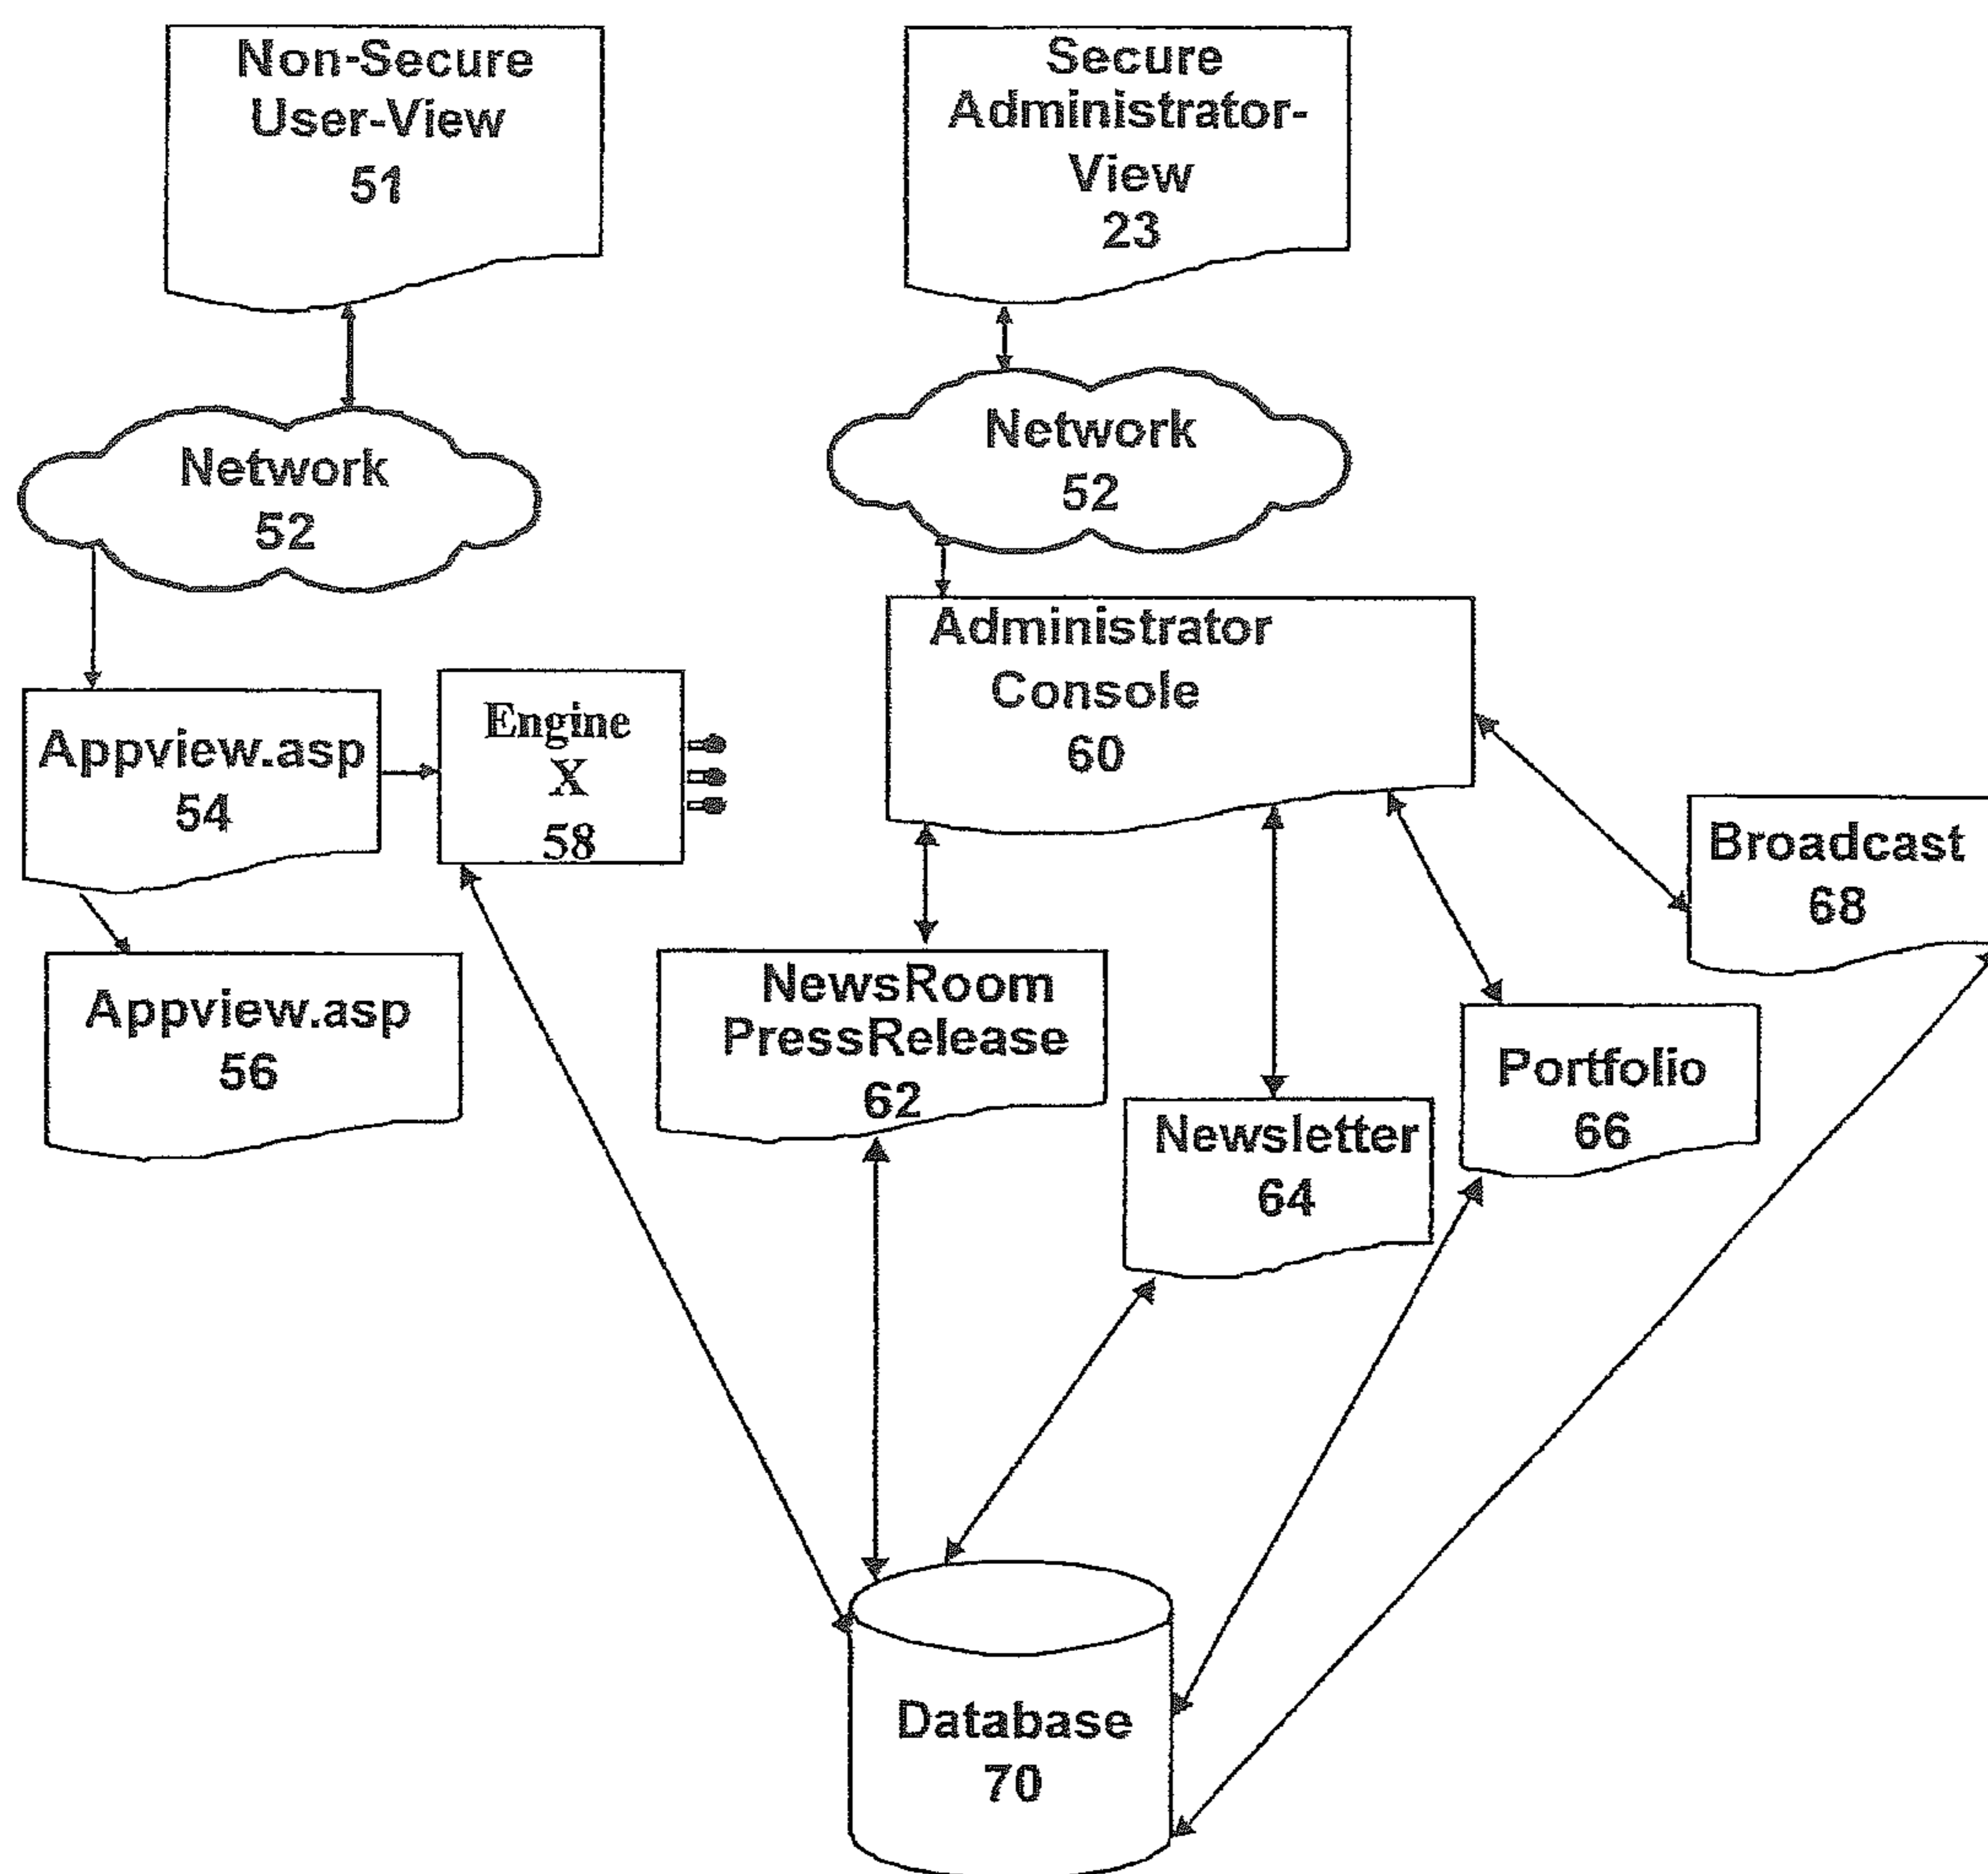 Non-Secure
User-View
51
Secure
Administrator-
View
23
Network
52
Network
52
Administrator
Console
60
Appview.asp
54
Engine
X
58
Broadcast
68
Appview.asp
56
NewsRoom
PressRelease
62
Portfolio
66
Newsletter
64
Database
70